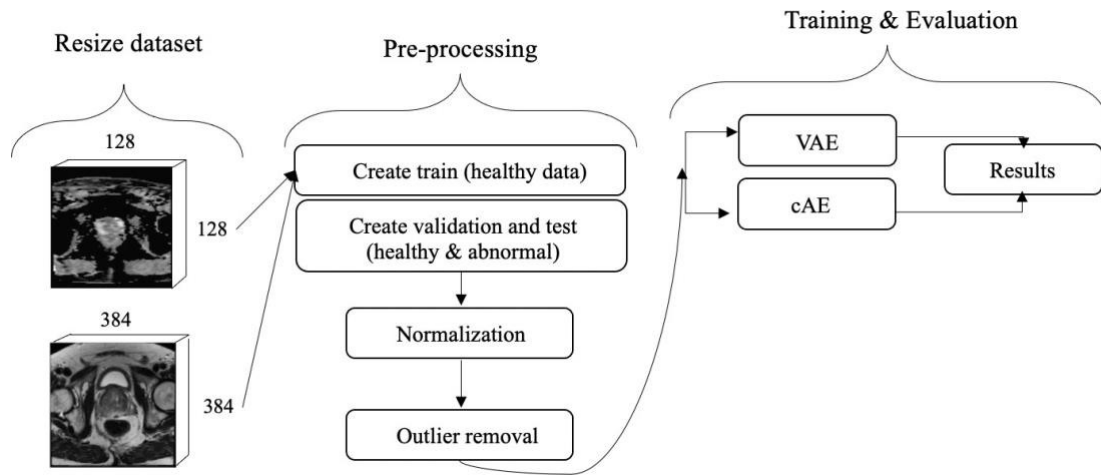 Resize dataset
128
128
384
384
Pre-processing
Create train (healthy data)
Create validation and test
(healthy & abnormal)
Normalization
Outlier removal
Training & Evaluation
VAE
cAE
Results